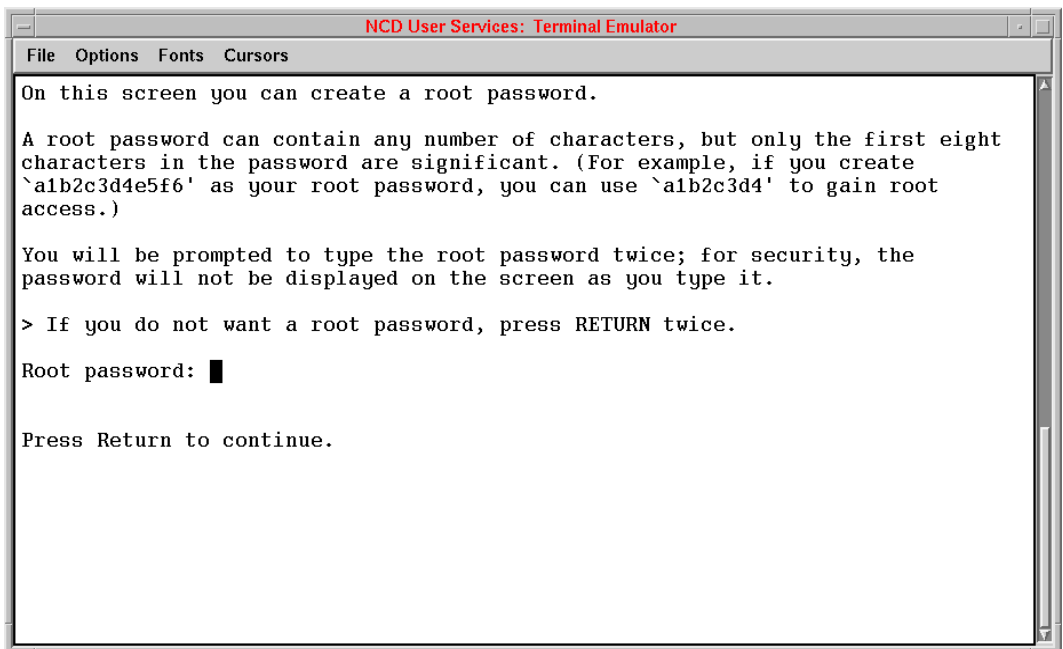 NCD User Services: Terminal Emulator
File Options Fonts Cursors
On this screen you can create a root password.
A root password can contain any number of characters, but only the first eight
characters in the password are significant. (For example, if you create
`a1b2c3d4e5f6' as your root password, you can use `a1b2c3d4' to gain root
access.)
You will be prompted to type the root password twice; for security, the
password will not be displayed on the screen as you type it.
> If you do not want a root password, press RETURN twice.
Root password:
Press Return to continue.